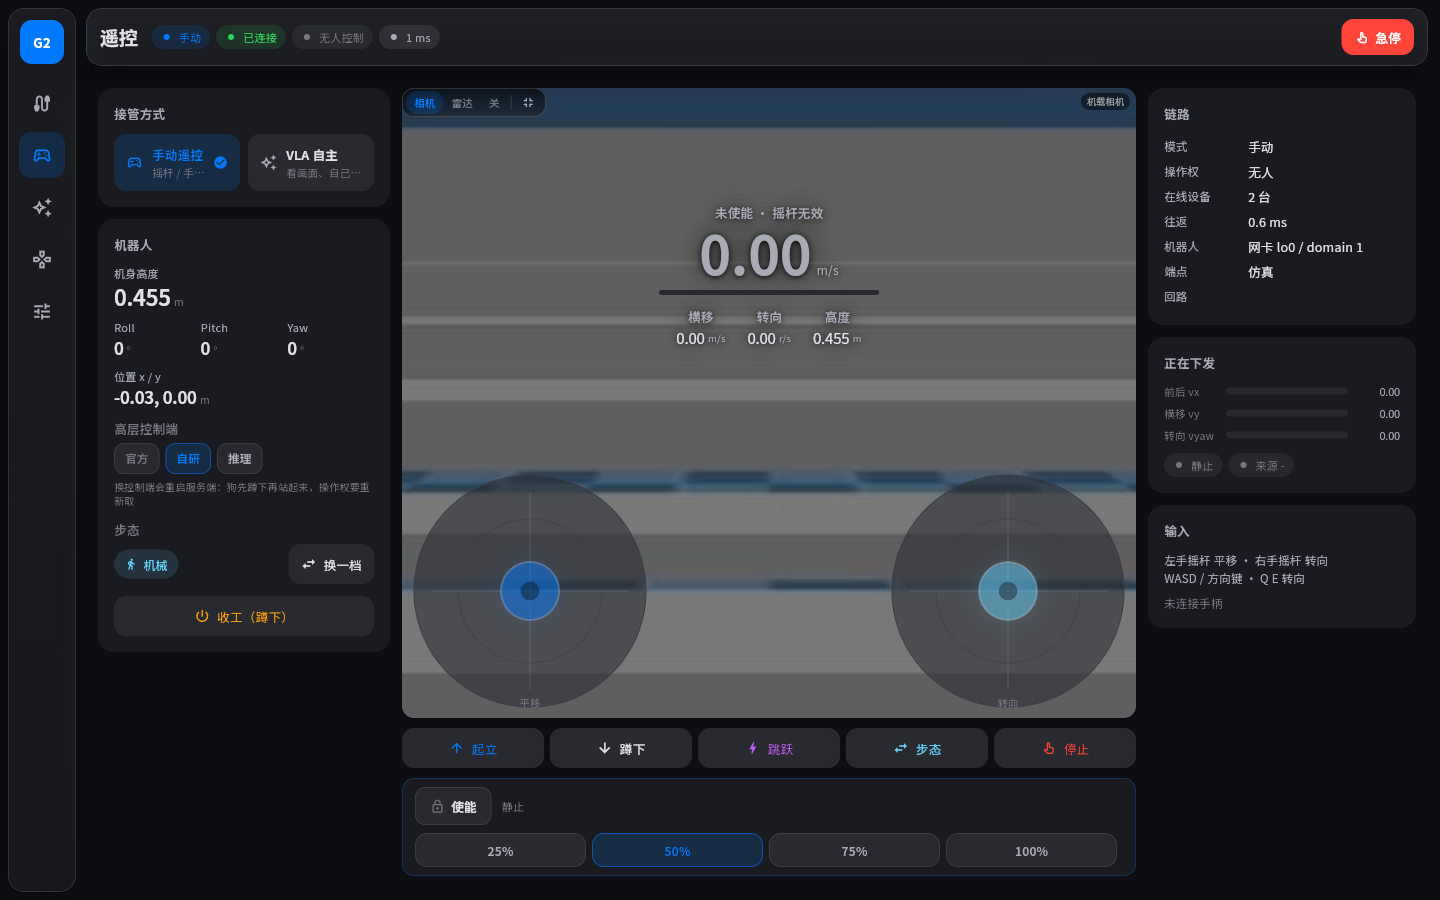 G2
遥控
手动
已连接
无人控制
1 ms
急停
接管方式
手动遥控
摇杆 / 手…
VLA 自主
看画面、自己…
机器人
机身高度
0.455 m
Roll
Pitch
Yaw
0 °
0 °
0 °
位置 x / y
-0.03, 0.00 m
高层控制端
官方
自研
推理
换控制端会重启服务端：狗先蹲下再站起来，操作权要重
新取
步态
机械
换一档
收工（蹲下）
相机
雷达
关
机载相机
未使能 · 摇杆无效
0.00 m/s
横移
转向
高度
0.00 m/s
0.00 r/s
0.455 m
平移
转向
起立
蹲下
跳跃
步态
停止
使能
静止
25%
50%
75%
100%
链路
模式 手动
操作权 无人
在线设备 2 台
往返 0.6 ms
机器人 网卡 lo0 / domain 1
端点 仿真
回路
正在下发
前后 vx 0.00
横移 vy 0.00
转向 vyaw 0.00
静止
来源 -
输入
左手摇杆 平移 · 右手摇杆 转向
WASD / 方向键 · Q E 转向
未连接手柄